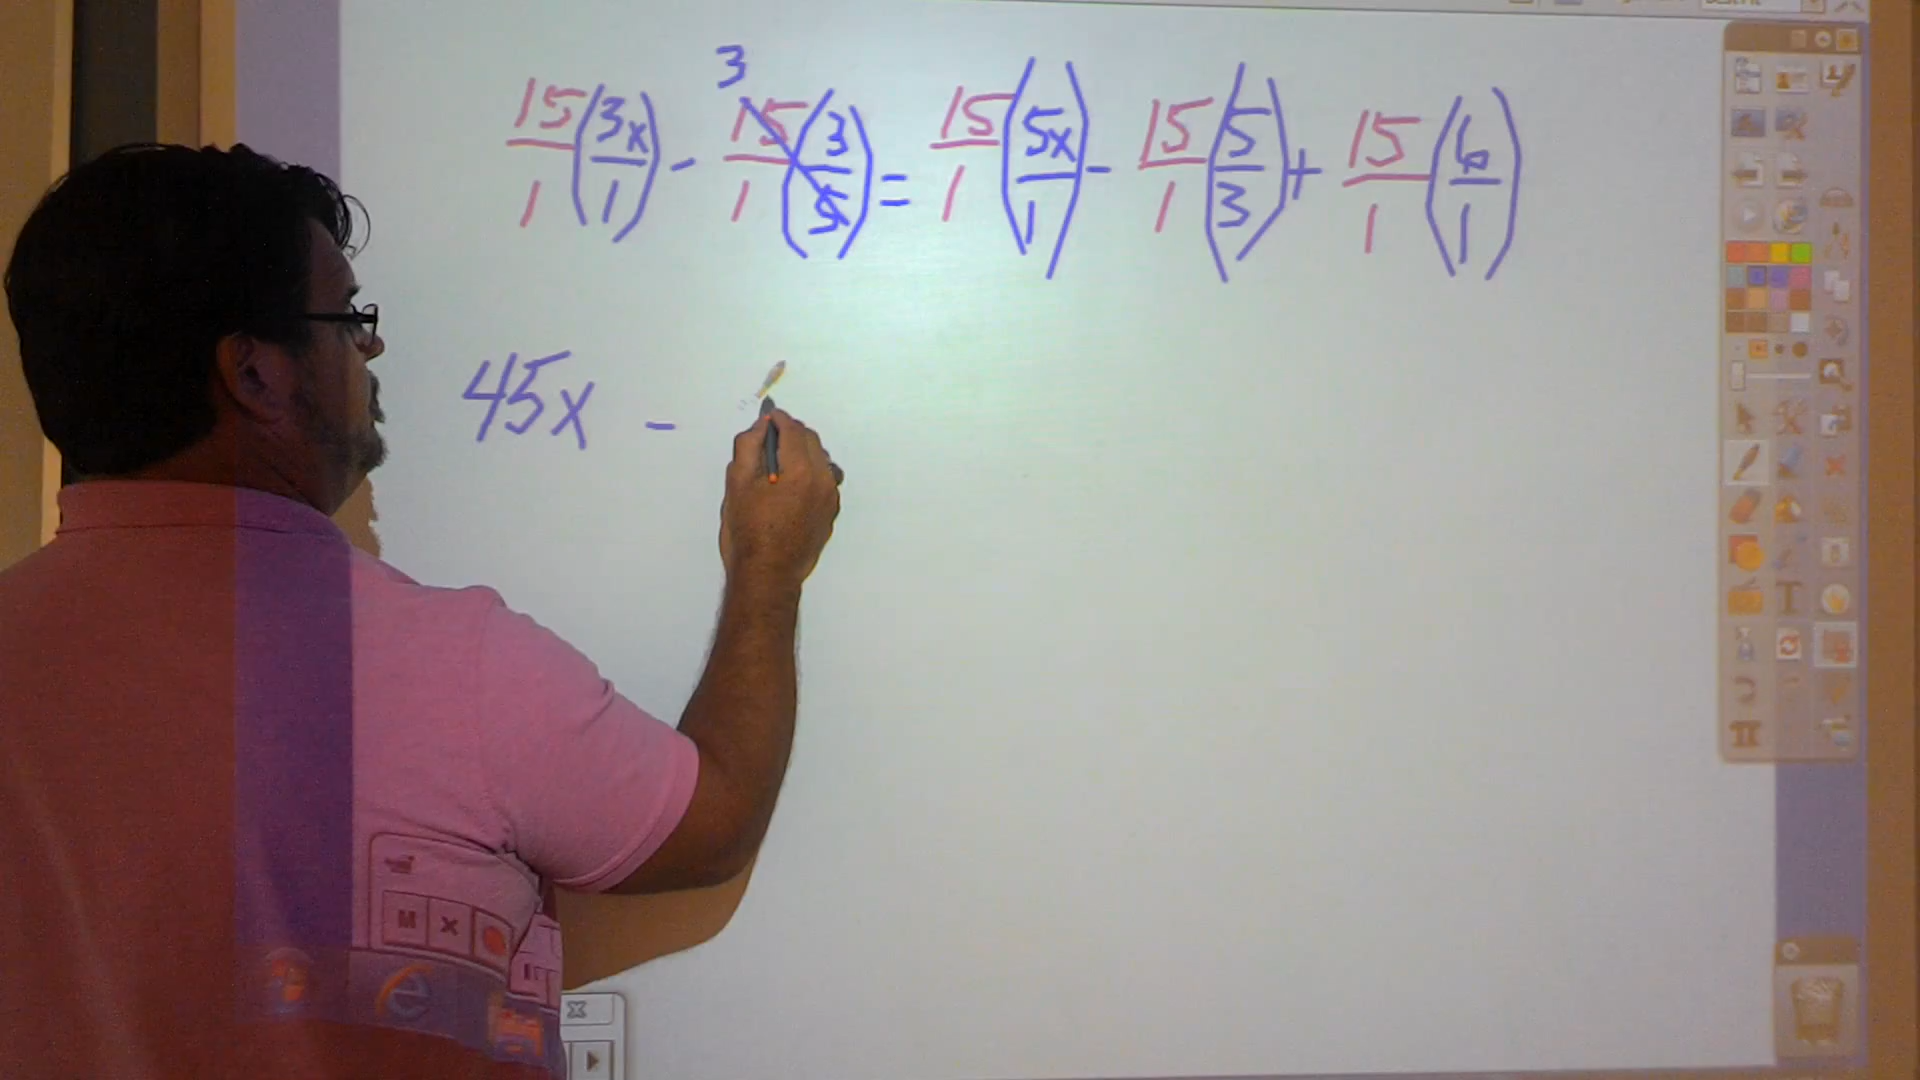 3
15/1 (3x/1) - 15/1 (3/5) = 15/1 (5x/1) - 15/1 (5/3) + 15/1 (6/1)
45x -
M X